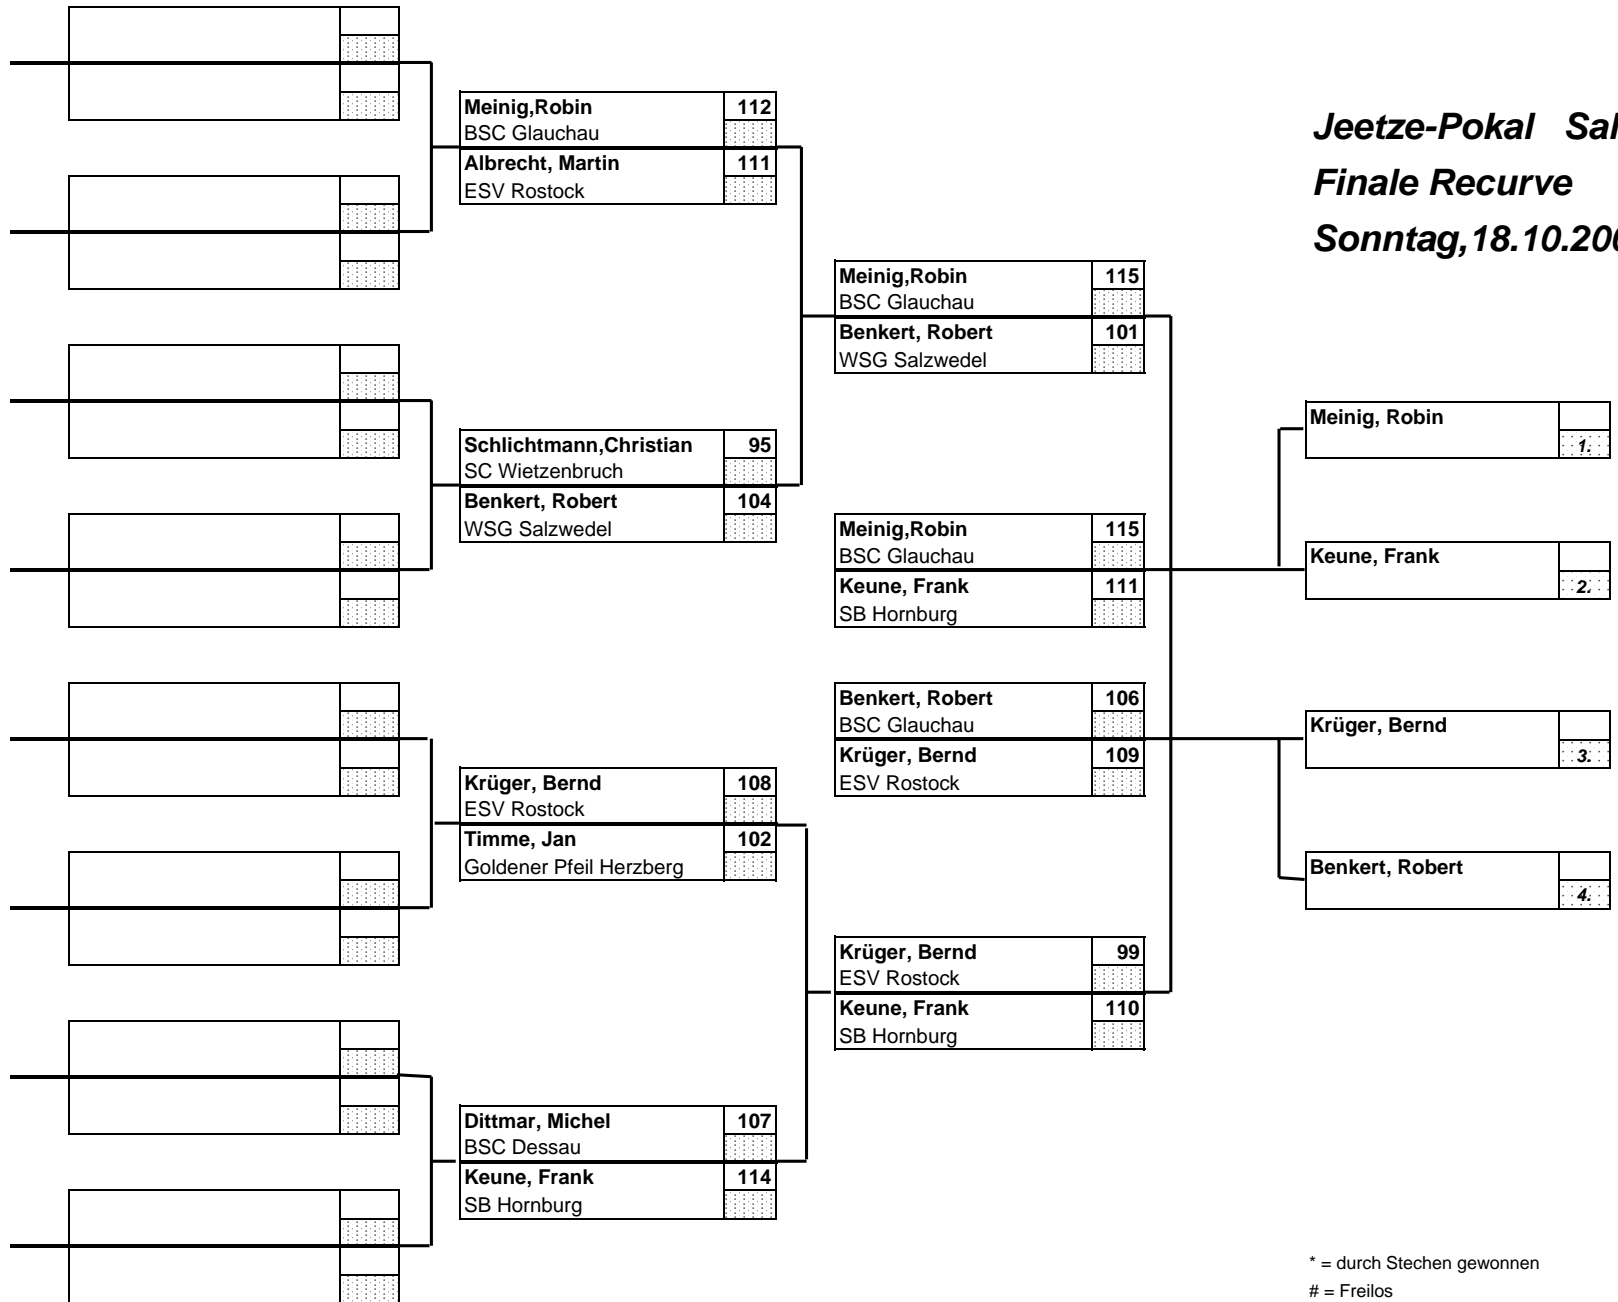 Jeetze-Pokal Sal
Finale Recurve
Sonntag,18.10.200
Meinig,Robin 112
BSC Glauchau
Albrecht, Martin 111
ESV Rostock
Schlichtmann,Christian 95
SC Wietzenbruch
Benkert, Robert 104
WSG Salzwedel
Krüger, Bernd 108
ESV Rostock
Timme, Jan 102
Goldener Pfeil Herzberg
Dittmar, Michel 107
BSC Dessau
Keune, Frank 114
SB Hornburg
Meinig,Robin 115
BSC Glauchau
Benkert, Robert 101
WSG Salzwedel
Meinig,Robin 115
BSC Glauchau
Keune, Frank 111
SB Hornburg
Benkert, Robert 106
BSC Glauchau
Krüger, Bernd 109
ESV Rostock
Krüger, Bernd 99
ESV Rostock
Keune, Frank 110
SB Hornburg
Meinig, Robin
1.
Keune, Frank
2.
Krüger, Bernd
3.
Benkert, Robert
4.
* = durch Stechen gewonnen
# = Freilos